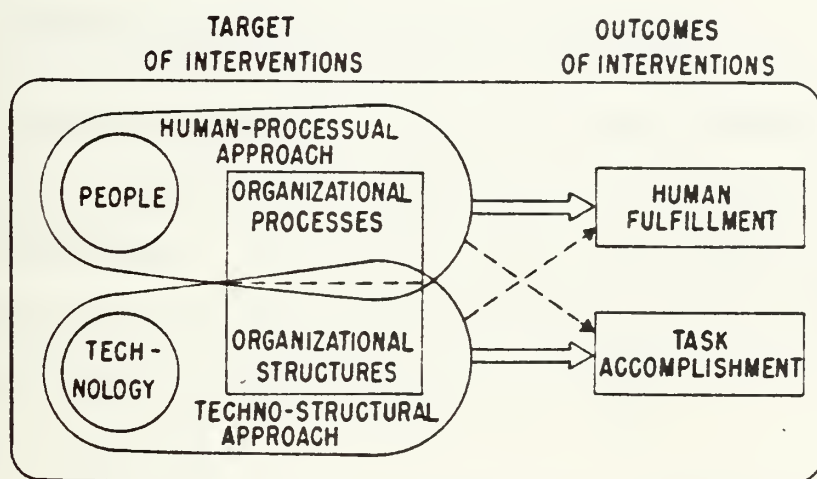 TARGET
OF INTERVENTIONS
OUTCOMES
OF INTERVENTIONS
HUMAN-PROCESSUAL
APPROACH
PEOPLE
ORGANIZATIONAL
PROCESSES
HUMAN
FULFILLMENT
TECH-
NOLOGY
ORGANIZATIONAL
STRUCTURES
TECHNO-STRUCTURAL
APPROACH
TASK
ACCOMPLISHMENT